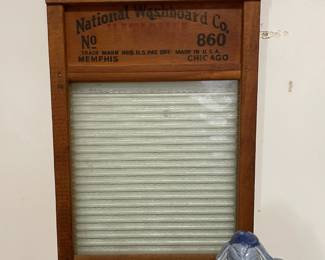 National Washboard Co.
No 860
TRADE MARK REG. U.S. PAT. OFF. MADE IN U.S.A.
MEMPHIS CHICAGO